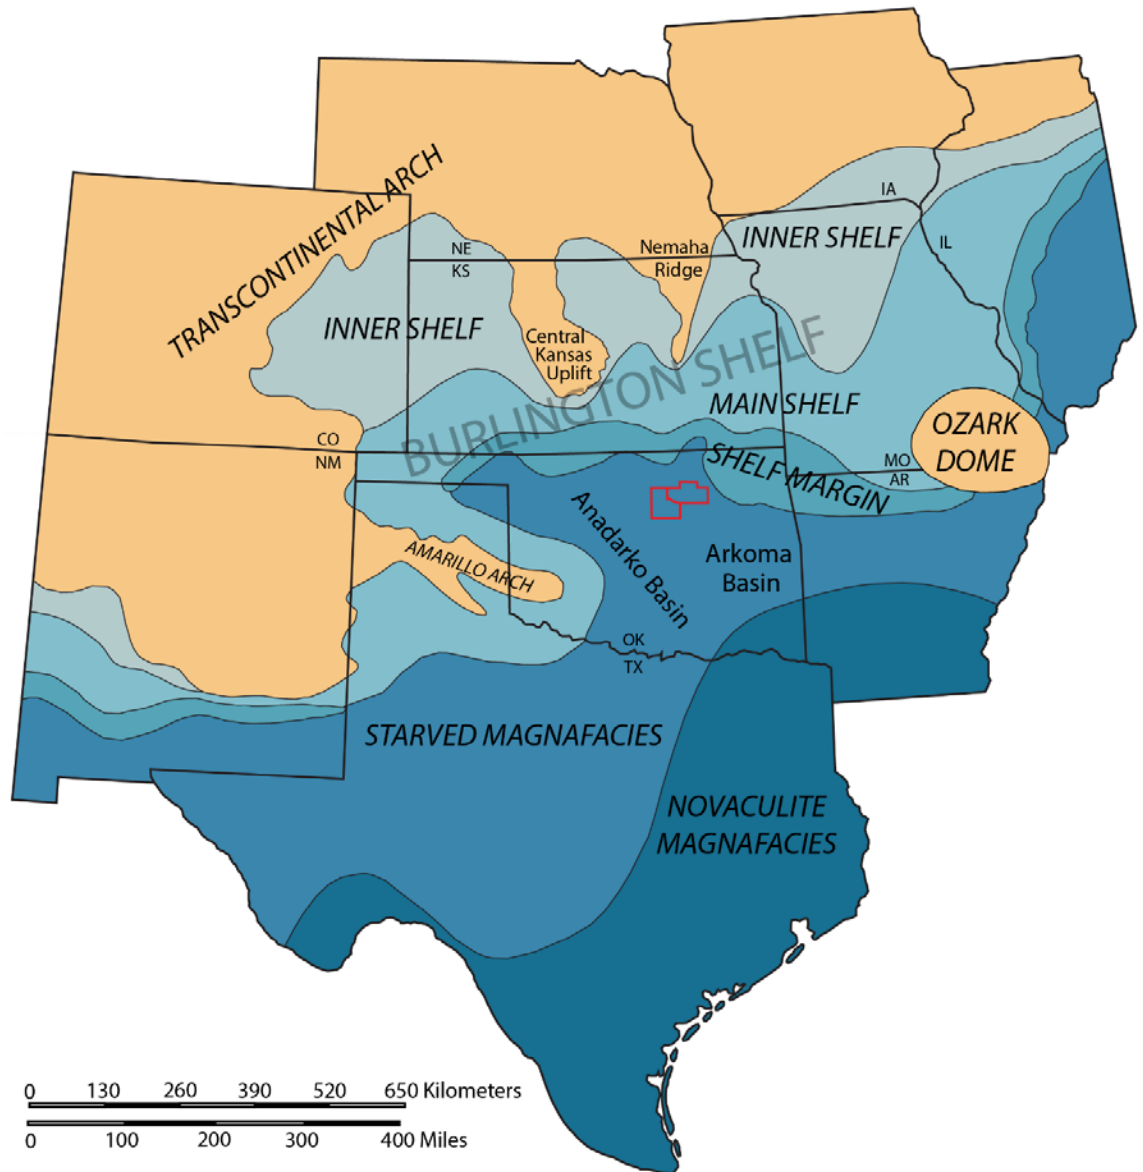 TRANSCONTINENTAL ARCH
IA
INNER SHELF
IL
NE
KS
Nemaha
Ridge
INNER SHELF
Central
Kansas
Uplift
BURLINGTON SHELF
MAIN SHELF
OZARK
DOME
CO
NM
SHELF MARGIN
MO
AR
Anadarko Basin
Arkoma
Basin
AMARILLO ARCH
OK
TX
STARVED MAGNAFACIES
NOVACULITE
MAGNAFACIES
0 130 260 390 520 650 Kilometers
0 100 200 300 400 Miles